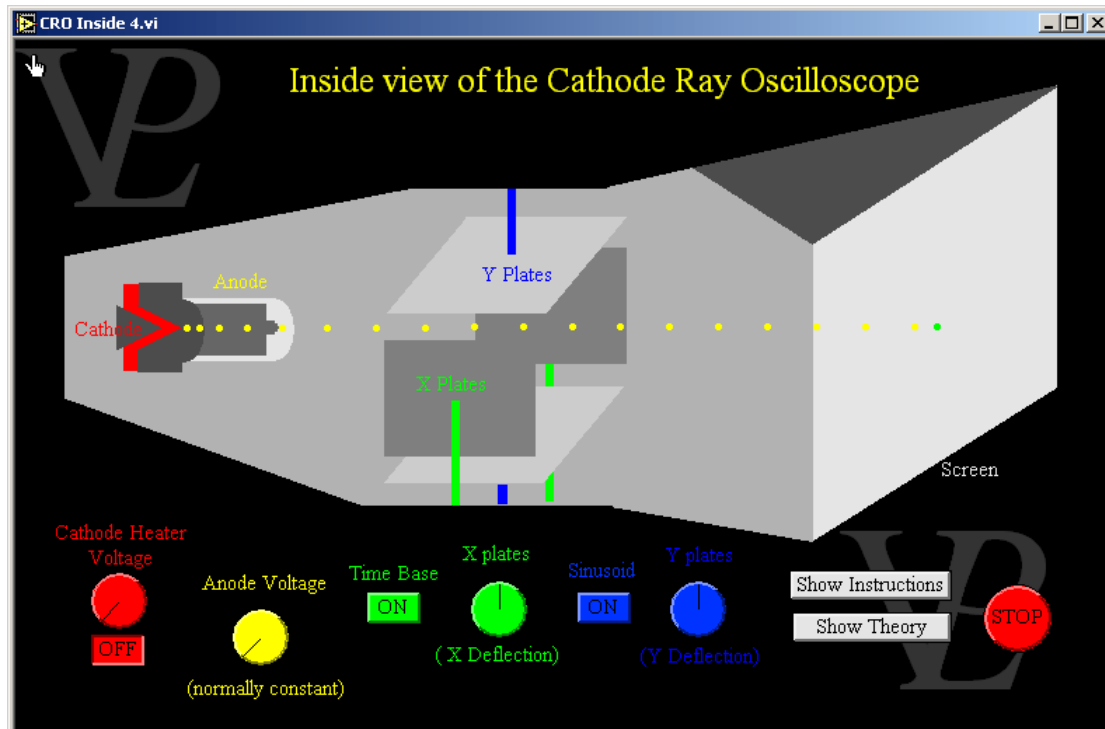 CRO Inside 4.vi
VPL
Inside view of the Cathode Ray Oscilloscope
Anode
Y Plates
Cathode
X Plates
Screen
Cathode Heater
Voltage
OFF
Anode Voltage
(normally constant)
Time Base
ON
X plates
( X Deflection)
Sinusoid
ON
Y plates
(Y Deflection)
Show Instructions
Show Theory
VPL
STOP